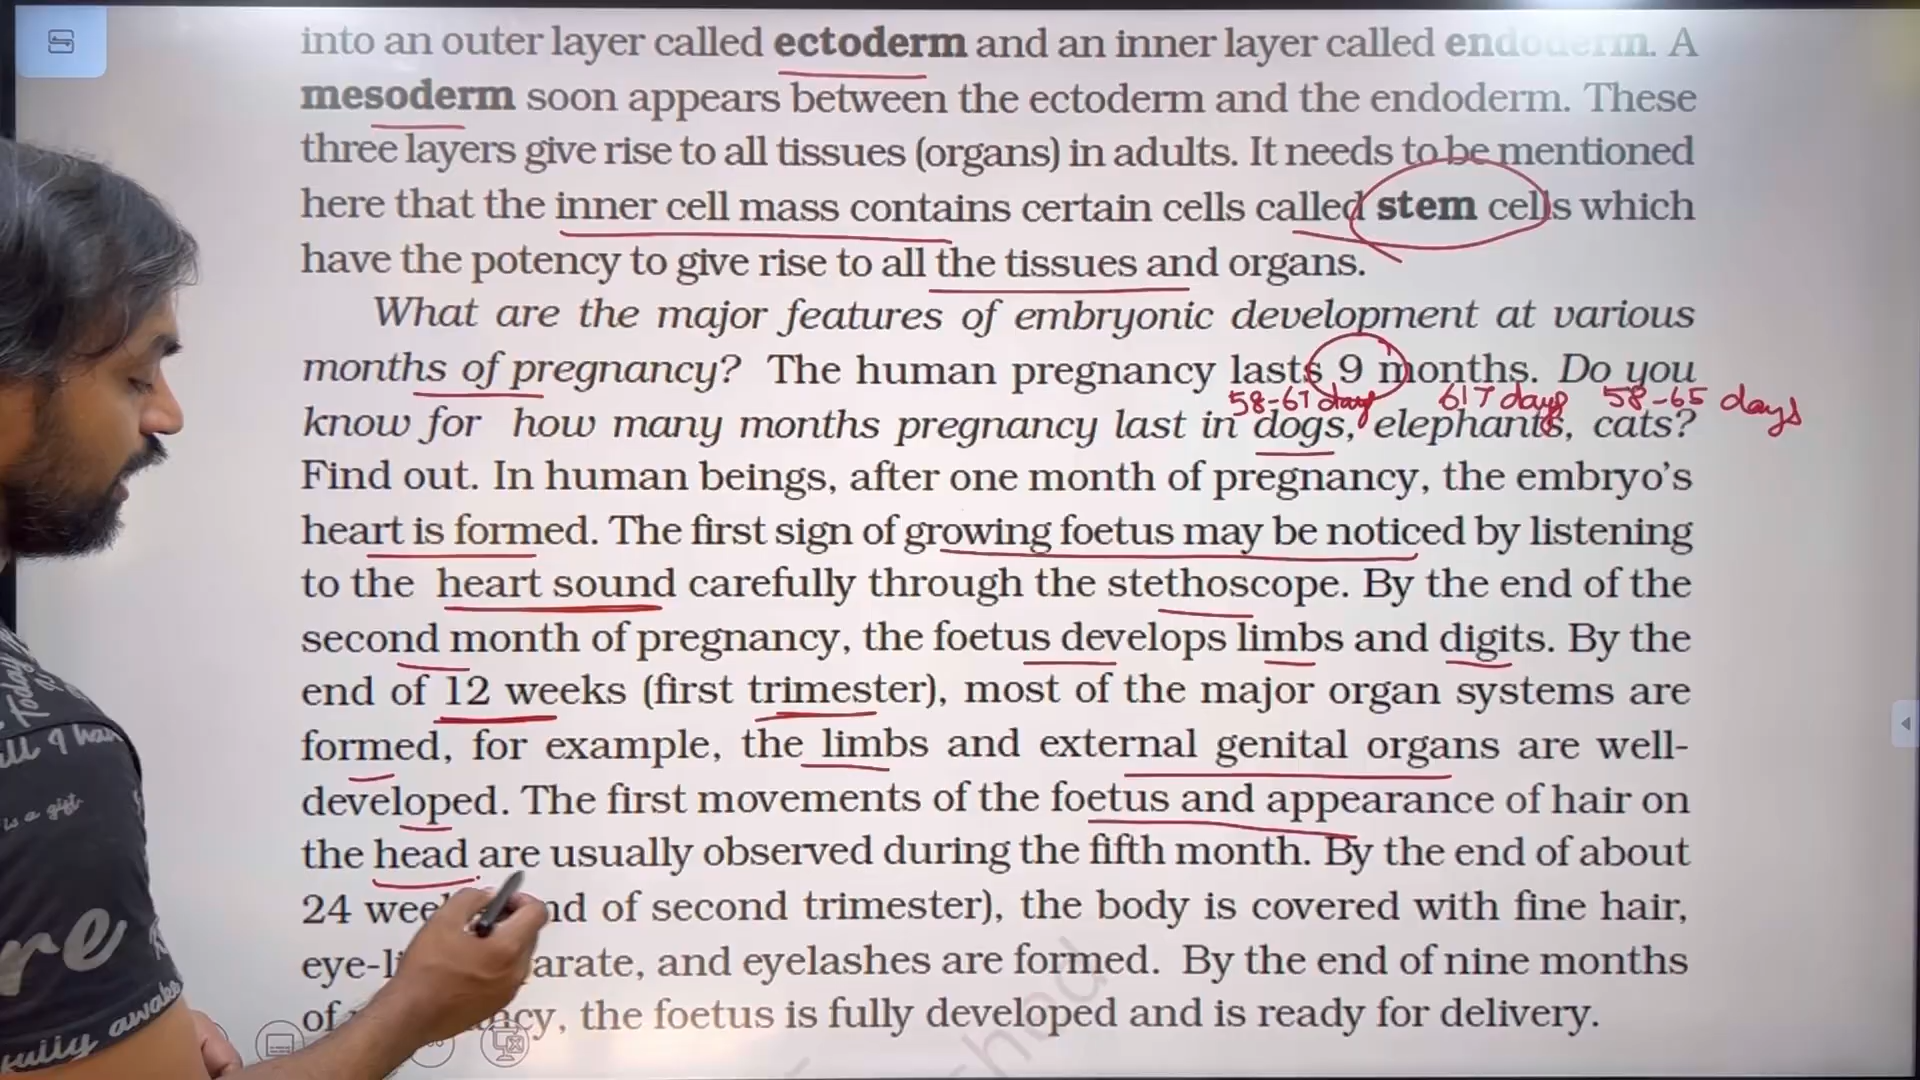 into an outer layer called ectoderm and an inner layer called endoderm. A
mesoderm soon appears between the ectoderm and the endoderm. These
three layers give rise to all tissues (organs) in adults. It needs to be mentioned
here that the inner cell mass contains certain cells called stem cells which
have the potency to give rise to all the tissues and organs.
What are the major features of embryonic development at various
months of pregnancy? The human pregnancy lasts 9 months. Do you
58-67 days 617 days 58-65 days
know for how many months pregnancy last in dogs, elephants, cats?
Find out. In human beings, after one month of pregnancy, the embryo's
heart is formed. The first sign of growing foetus may be noticed by listening
to the heart sound carefully through the stethoscope. By the end of the
second month of pregnancy, the foetus develops limbs and digits. By the
end of 12 weeks (first trimester), most of the major organ systems are
formed, for example, the limbs and external genital organs are well-
developed. The first movements of the foetus and appearance of hair on
the head are usually observed during the fifth month. By the end of about
24 of second trimester), the body is covered with fine hair,
and eyelashes are formed. By the end of nine months
of the foetus is fully developed and is ready for delivery.
Today
is a gift
re
fully awake